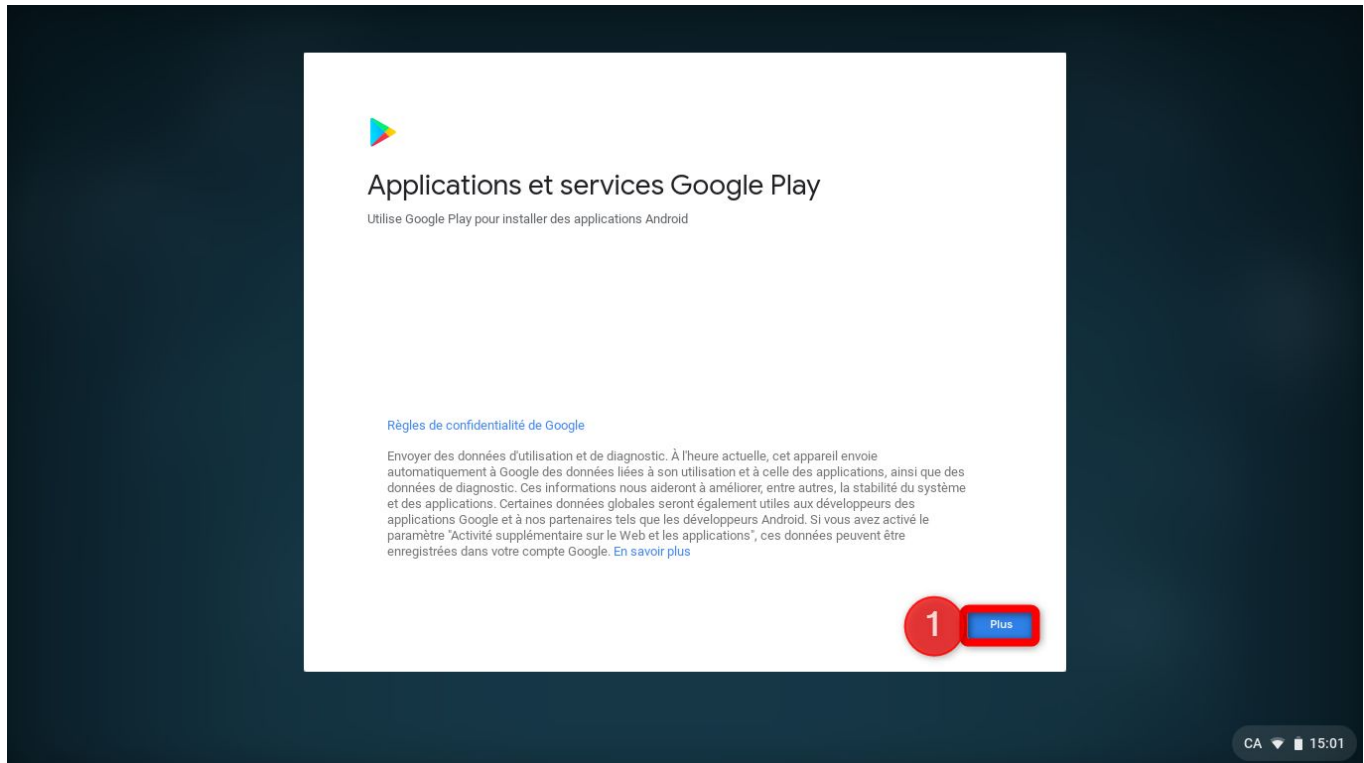 Applications et services Google Play
Utilise Google Play pour installer des applications Android
Règles de confidentialité de Google
Envoyer des données d'utilisation et de diagnostic. À l'heure actuelle, cet appareil envoie
automatiquement à Google des données liées à son utilisation et à celle des applications, ainsi que des
données de diagnostic. Ces informations nous aideront à améliorer, entre autres, la stabilité du système
et des applications. Certaines données globales seront également utiles aux développeurs des
applications Google et à nos partenaires tels que les développeurs Android. Si vous avez activé le
paramètre "Activité supplémentaire sur le Web et les applications", ces données peuvent être
enregistrées dans votre compte Google. En savoir plus
1 Plus
CA 15:01